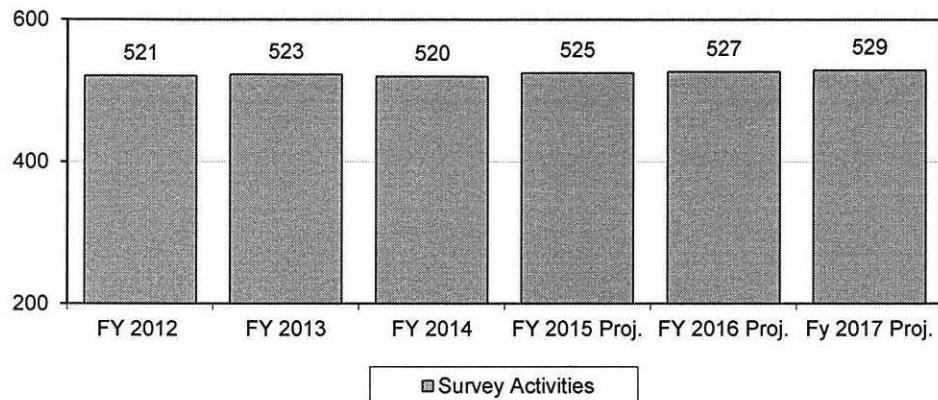 600
521 523 520 525 527 529
400
200
FY 2012 FY 2013 FY 2014 FY 2015 Proj. FY 2016 Proj. Fy 2017 Proj.
Survey Activities